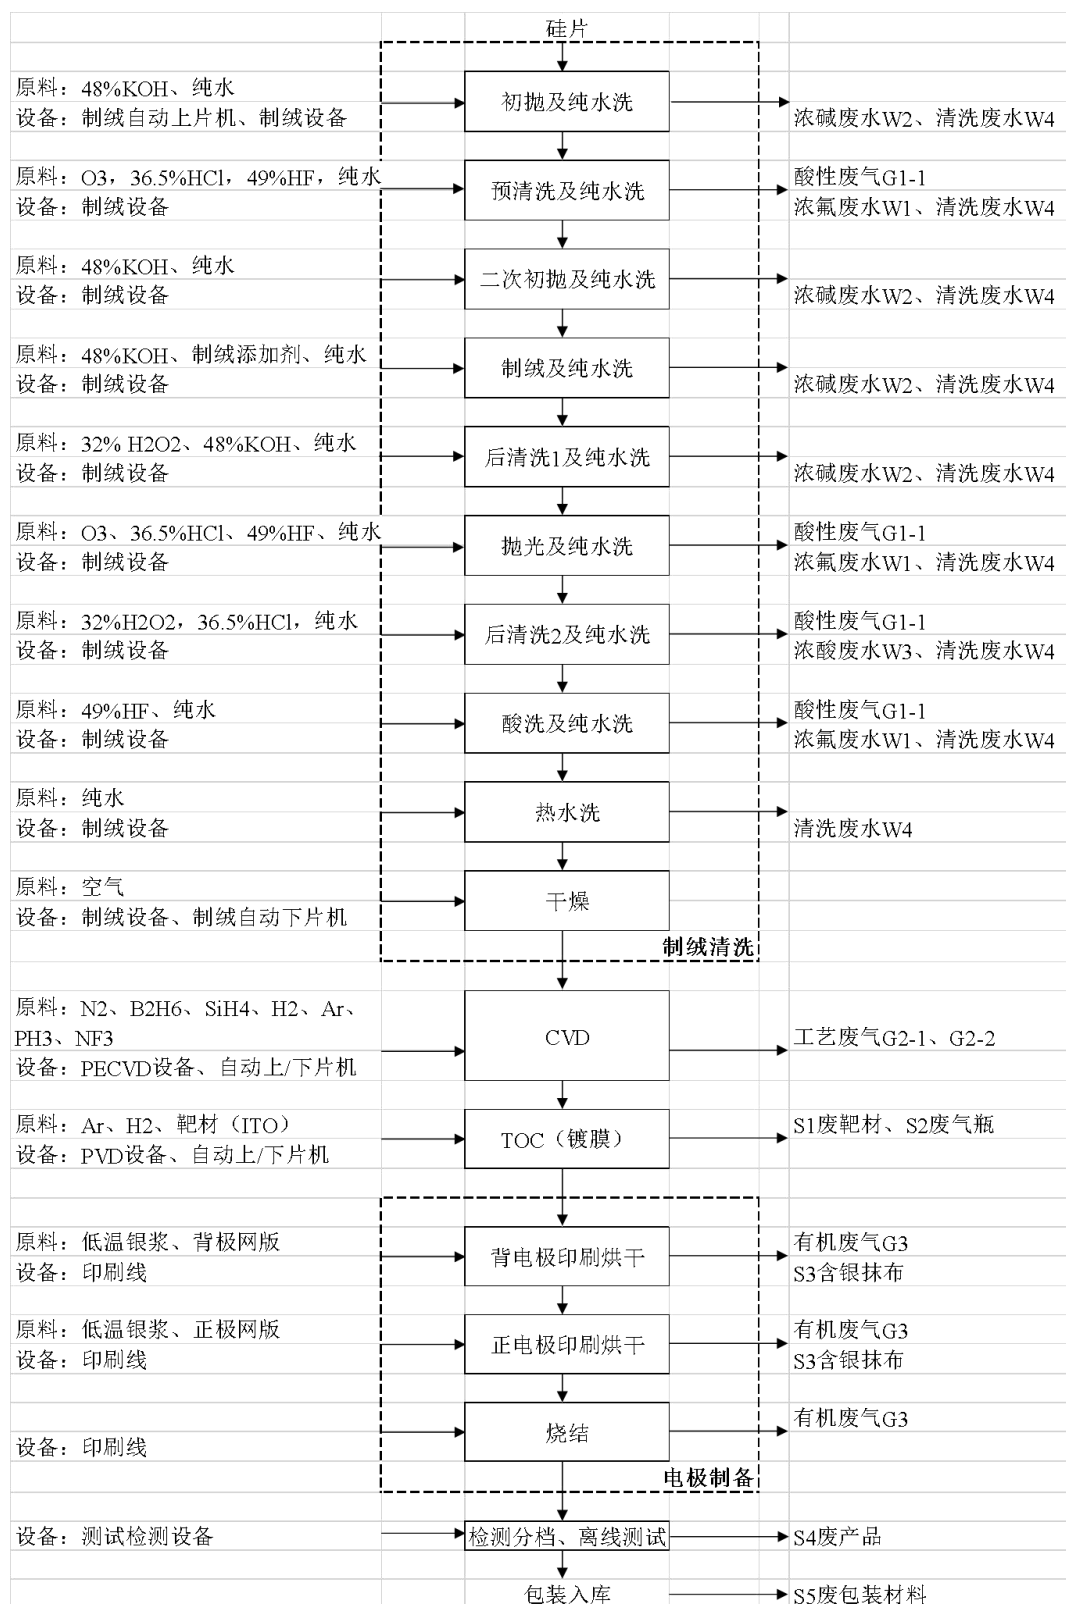 硅片
原料：48%KOH、纯水
设备：制绒自动上片机、制绒设备
初抛及纯水洗
浓碱废水W2、清洗废水W4
原料：O3，36.5%HCl，49%HF，纯水
设备：制绒设备
预清洗及纯水洗
酸性废气G1-1
浓氟废水W1、清洗废水W4
原料：48%KOH、纯水
设备：制绒设备
二次初抛及纯水洗
浓碱废水W2、清洗废水W4
原料：48%KOH、制绒添加剂、纯水
设备：制绒设备
制绒及纯水洗
浓碱废水W2、清洗废水W4
原料：32% H2O2、48%KOH、纯水
设备：制绒设备
后清洗1及纯水洗
浓碱废水W2、清洗废水W4
原料：O3、36.5%HCl、49%HF、纯水
设备：制绒设备
抛光及纯水洗
酸性废气G1-1
浓氟废水W1、清洗废水W4
原料：32%H2O2，36.5%HCl，纯水
设备：制绒设备
后清洗2及纯水洗
酸性废气G1-1
浓酸废水W3、清洗废水W4
原料：49%HF、纯水
设备：制绒设备
酸洗及纯水洗
酸性废气G1-1
浓氟废水W1、清洗废水W4
原料：纯水
设备：制绒设备
热水洗
清洗废水W4
原料：空气
设备：制绒设备、制绒自动下片机
干燥
制绒清洗
原料：N2、B2H6、SiH4、H2、Ar、
PH3、NF3
设备：PECVD设备、自动上/下片机
CVD
工艺废气G2-1、G2-2
原料：Ar、H2、靶材（ITO）
设备：PVD设备、自动上/下片机
TOC（镀膜）
S1废靶材、S2废气瓶
原料：低温银浆、背极网版
设备：印刷线
背电极印刷烘干
有机废气G3
S3含银抹布
原料：低温银浆、正极网版
设备：印刷线
正电极印刷烘干
有机废气G3
S3含银抹布
设备：印刷线
烧结
有机废气G3
电极制备
设备：测试检测设备
检测分档、离线测试
S4废产品
包装入库
S5废包装材料